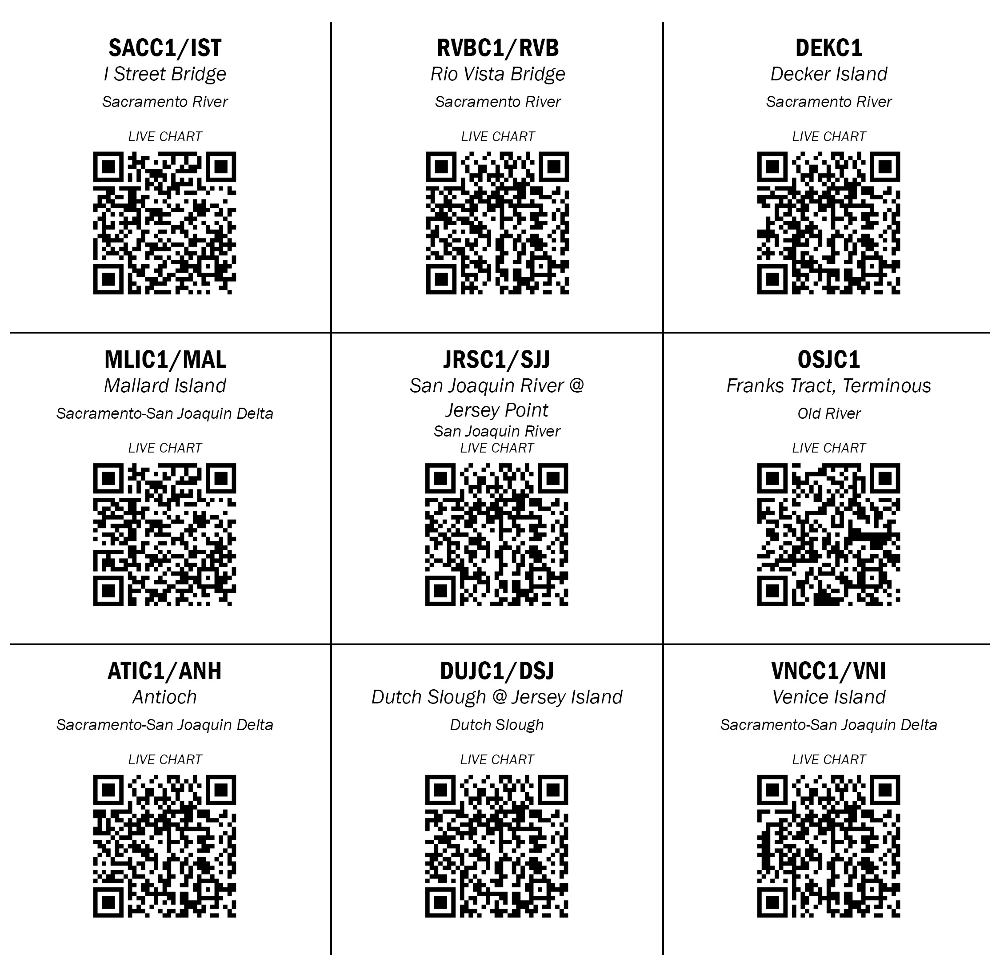 SACC1/IST
I Street Bridge
Sacramento River
LIVE CHART
RVBC1/RVB
Rio Vista Bridge
Sacramento River
LIVE CHART
DEKC1
Decker Island
Sacramento River
LIVE CHART
MLIC1/MAL
Mallard Island
Sacramento-San Joaquin Delta
LIVE CHART
JRSC1/SJJ
San Joaquin River @
Jersey Point
San Joaquin River
LIVE CHART
OSJC1
Franks Tract, Terminous
Old River
LIVE CHART
ATIC1/ANH
Antioch
Sacramento-San Joaquin Delta
LIVE CHART
DUJC1/DSJ
Dutch Slough @ Jersey Island
Dutch Slough
LIVE CHART
VNCC1/VNI
Venice Island
Sacramento-San Joaquin Delta
LIVE CHART